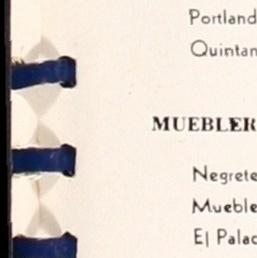 Portland
Quintan
MUEBLER
Negrete
Mueble
El Palac